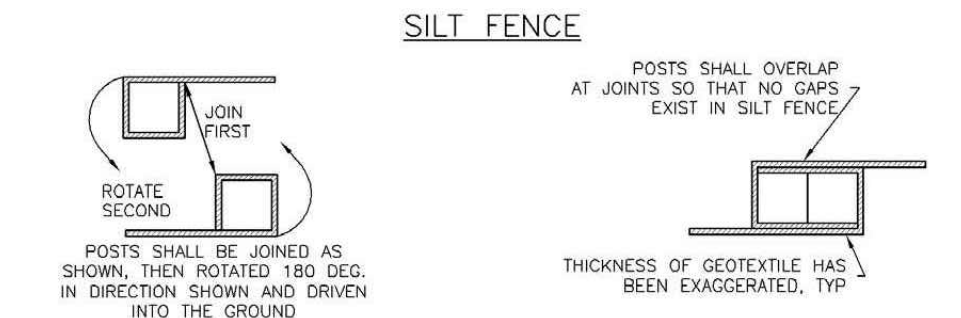 SILT FENCE
JOIN
FIRST
ROTATE
SECOND
POSTS SHALL BE JOINED AS
SHOWN, THEN ROTATED 180 DEG.
IN DIRECTION SHOWN AND DRIVEN
INTO THE GROUND
POSTS SHALL OVERLAP
AT JOINTS SO THAT NO GAPS
EXIST IN SILT FENCE
THICKNESS OF GEOTEXTILE HAS
BEEN EXAGGERATED, TYP